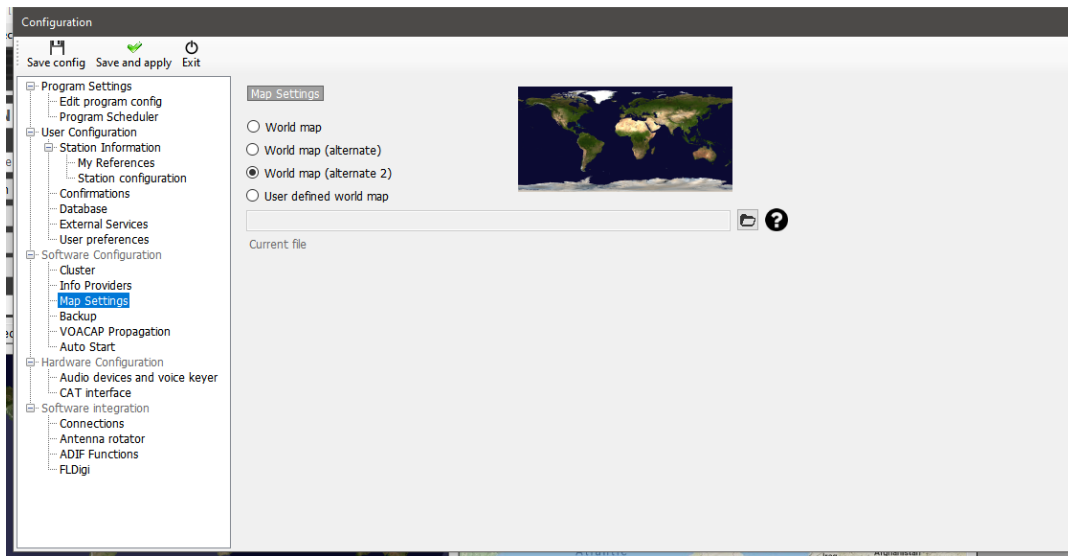 Configuration
Save config Save and apply Exit
Program Settings
Edit program config
Program Scheduler
User Configuration
Station Information
My References
Station configuration
Confirmations
Database
External Services
User preferences
Software Configuration
Cluster
Info Providers
Map Settings
Backup
VOACAP Propagation
Auto Start
Hardware Configuration
Audio devices and voice keyer
CAT interface
Software integration
Connections
Antenna rotator
ADIF Functions
FLDigi
Map Settings
World map
World map (alternate)
World map (alternate 2)
User defined world map
?
Current file